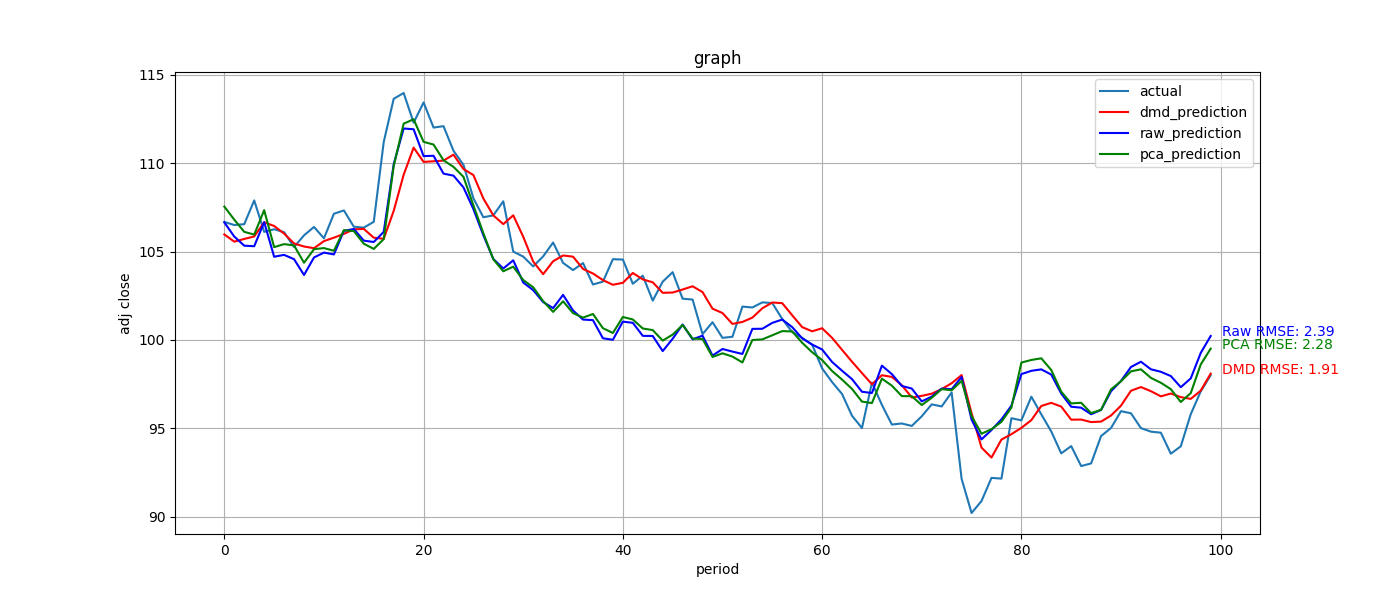 graph
115
110
105
100
95
90
adj close
0
20
40
60
80
100
period
actual
dmd_prediction
raw_prediction
pca_prediction
Raw RMSE: 2.39
PCA RMSE: 2.28
DMD RMSE: 1.91